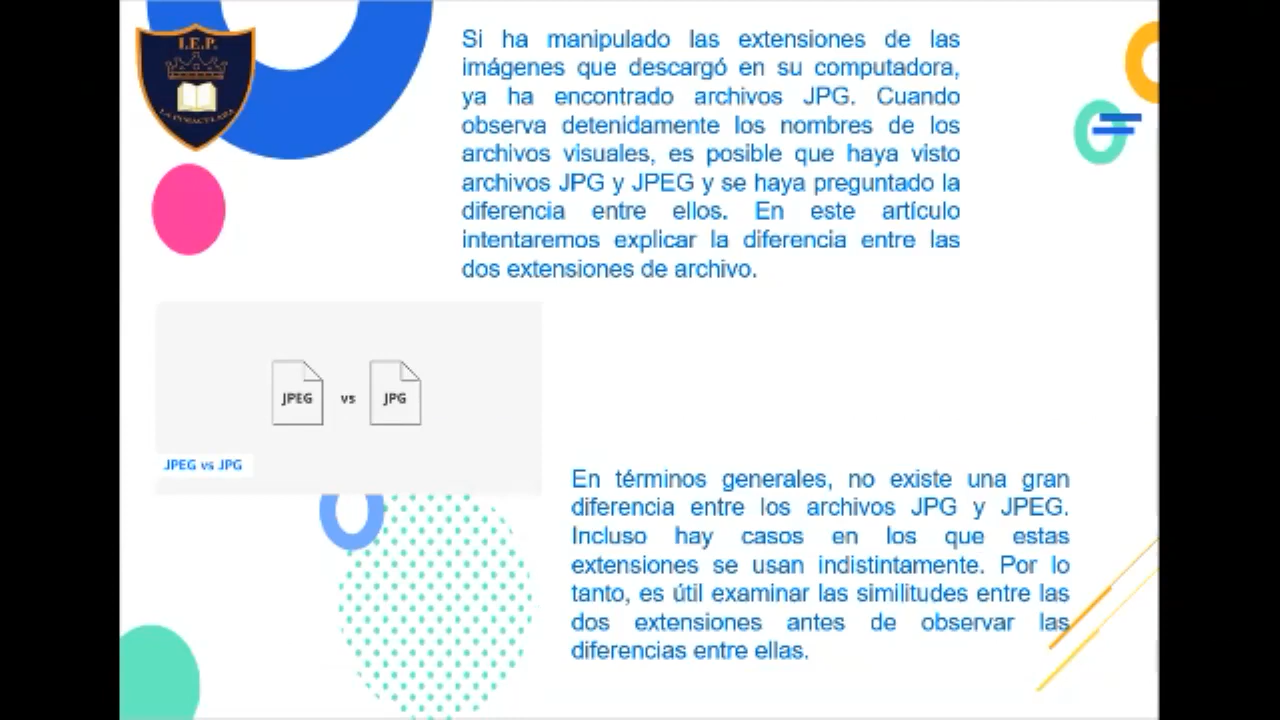 I.E.P.
LA INMACULADA
Si ha manipulado las extensiones de las
imágenes que descargó en su computadora,
ya ha encontrado archivos JPG. Cuando
observa detenidamente los nombres de los
archivos visuales, es posible que haya visto
archivos JPG y JPEG y se haya preguntado la
diferencia entre ellos. En este artículo
intentaremos explicar la diferencia entre las
dos extensiones de archivo.
JPEG vs JPG
JPEG vs JPG
En términos generales, no existe una gran
diferencia entre los archivos JPG y JPEG.
Incluso hay casos en los que estas
extensiones se usan indistintamente. Por lo
tanto, es útil examinar las similitudes entre las
dos extensiones antes de observar las
diferencias entre ellas.